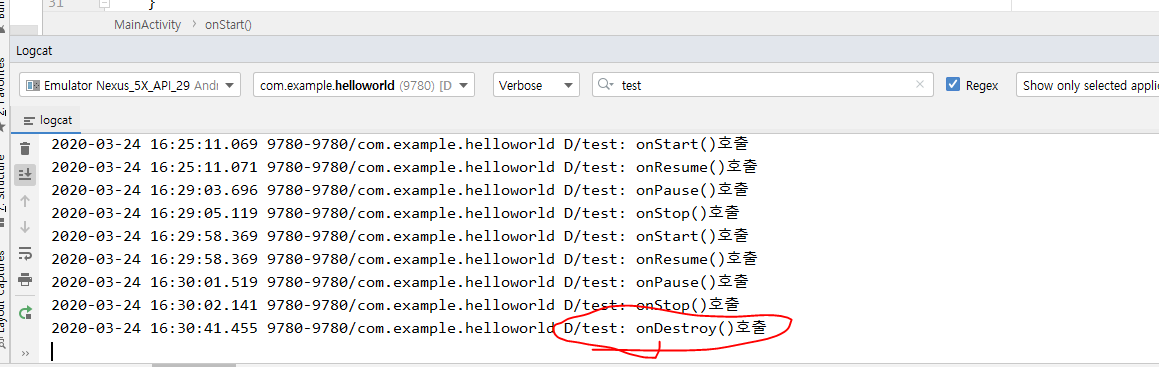 31 }
MainActivity › onStart()
Logcat
Emulator Nexus_5X_API_29 Andr com.example.helloworld (9780) [D Verbose test Regex Show only selected applic
logcat
2020-03-24 16:25:11.069 9780-9780/com.example.helloworld D/test: onStart()호출
2020-03-24 16:25:11.071 9780-9780/com.example.helloworld D/test: onResume()호출
2020-03-24 16:29:03.696 9780-9780/com.example.helloworld D/test: onPause()호출
2020-03-24 16:29:05.119 9780-9780/com.example.helloworld D/test: onStop()호출
2020-03-24 16:29:58.369 9780-9780/com.example.helloworld D/test: onStart()호출
2020-03-24 16:29:58.369 9780-9780/com.example.helloworld D/test: onResume()호출
2020-03-24 16:30:01.519 9780-9780/com.example.helloworld D/test: onPause()호출
2020-03-24 16:30:02.141 9780-9780/com.example.helloworld D/test: onStop()호출
2020-03-24 16:30:41.455 9780-9780/com.example.helloworld D/test: onDestroy()호출
2: Favorites
Z: Structure
Layout Captures